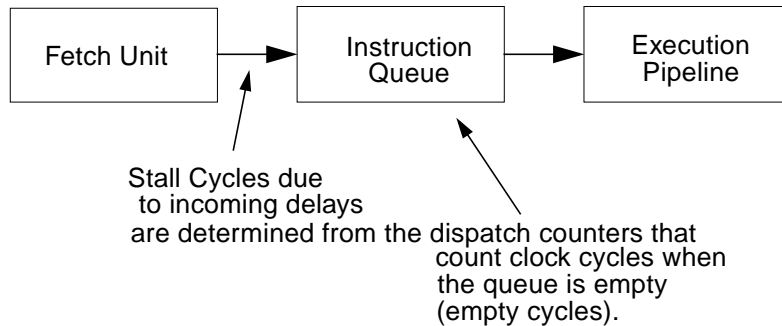 Fetch Unit
Instruction
Queue
Execution
Pipeline
Stall Cycles due
to incoming delays
are determined from the dispatch counters that
count clock cycles when
the queue is empty
(empty cycles).